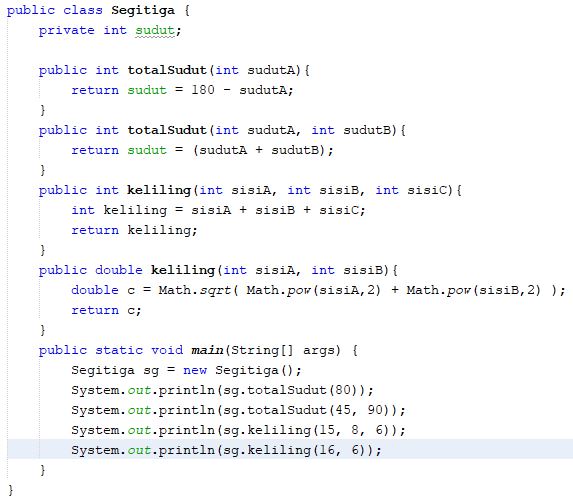 public class Segitiga {
    private int sudut;

    public int totalSudut(int sudutA){
        return sudut = 180 - sudutA;
    }
    public int totalSudut(int sudutA, int sudutB){
        return sudut = (sudutA + sudutB);
    }
    public int keliling(int sisiA, int sisiB, int sisiC){
        int keliling = sisiA + sisiB + sisiC;
        return keliling;
    }
    public double keliling(int sisiA, int sisiB){
        double c = Math.sqrt( Math.pow(sisiA,2) + Math.pow(sisiB,2) );
        return c;
    }
    public static void main(String[] args) {
        Segitiga sg = new Segitiga();
        System.out.println(sg.totalSudut(80));
        System.out.println(sg.totalSudut(45, 90));
        System.out.println(sg.keliling(15, 8, 6));
        System.out.println(sg.keliling(16, 6));
    }
}